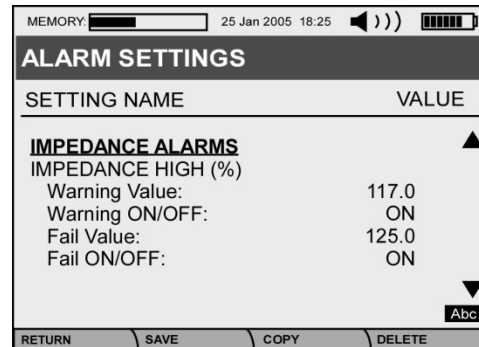 MEMORY: 25 Jan 2005 18:25
ALARM SETTINGS
SETTING NAME VALUE
IMPEDANCE ALARMS
IMPEDANCE HIGH (%)
Warning Value: 117.0
Warning ON/OFF: ON
Fail Value: 125.0
Fail ON/OFF: ON
Abc
RETURN SAVE COPY DELETE